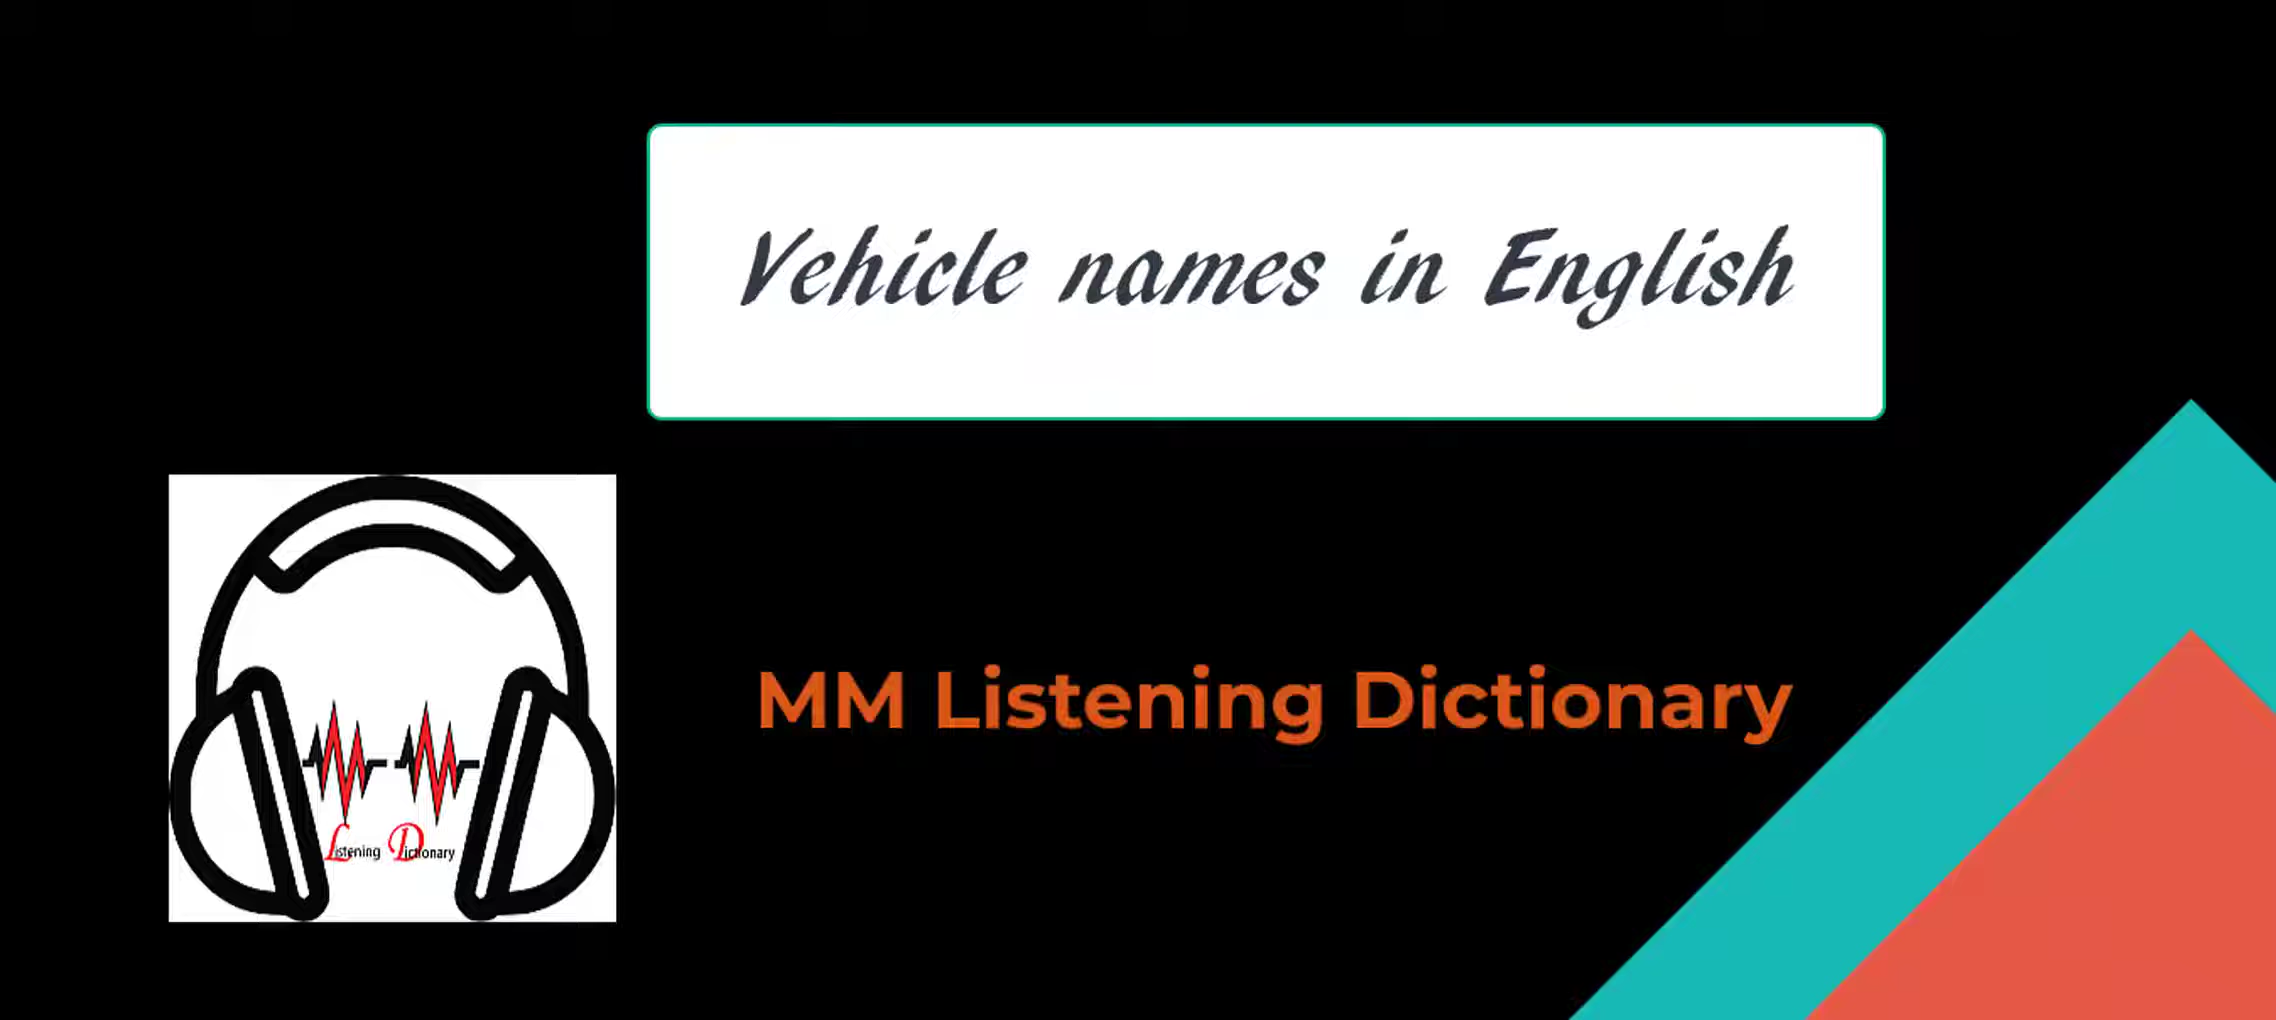 Vehicle names in English
MM Listening Dictionary
Listening Dictionary